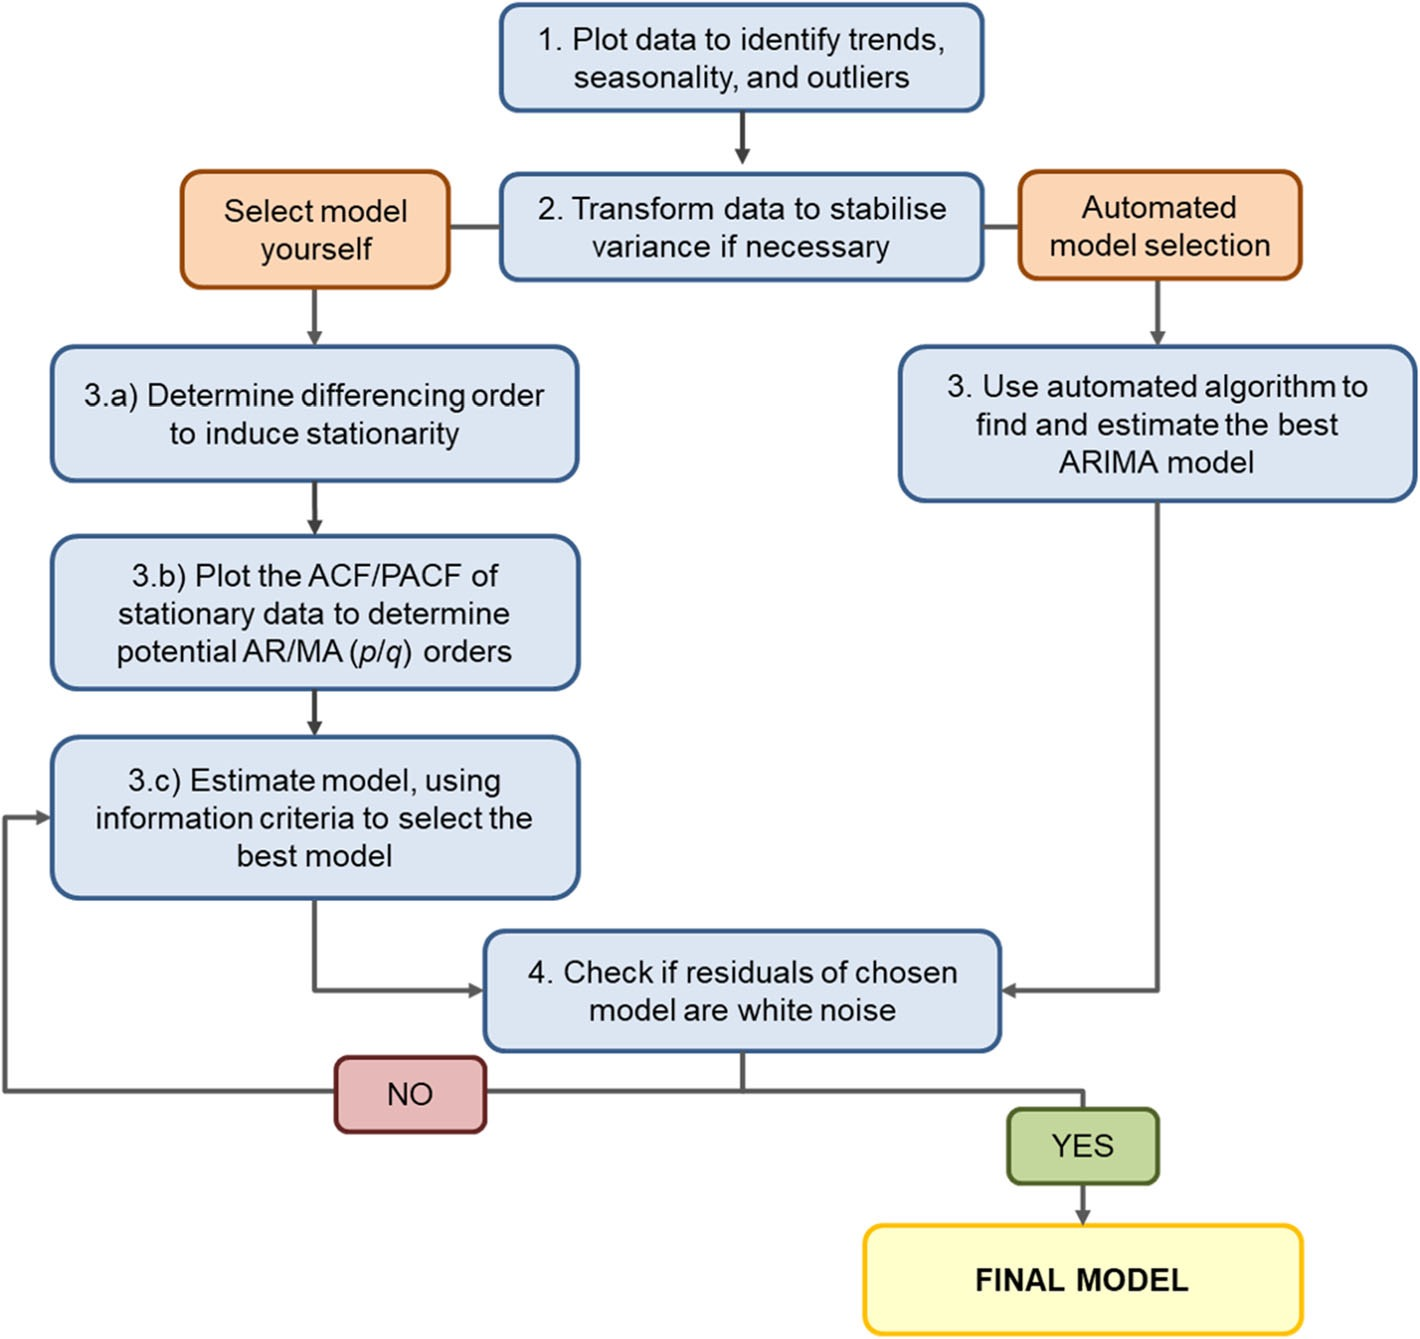 1. Plot data to identify trends,
seasonality, and outliers
Select model
yourself
2. Transform data to stabilise
variance if necessary
Automated
model selection
3.a) Determine differencing order
to induce stationarity
3. Use automated algorithm to
find and estimate the best
ARIMA model
3.b) Plot the ACF/PACF of
stationary data to determine
potential AR/MA (p/q) orders
3.c) Estimate model, using
information criteria to select the
best model
4. Check if residuals of chosen
model are white noise
NO
YES
FINAL MODEL